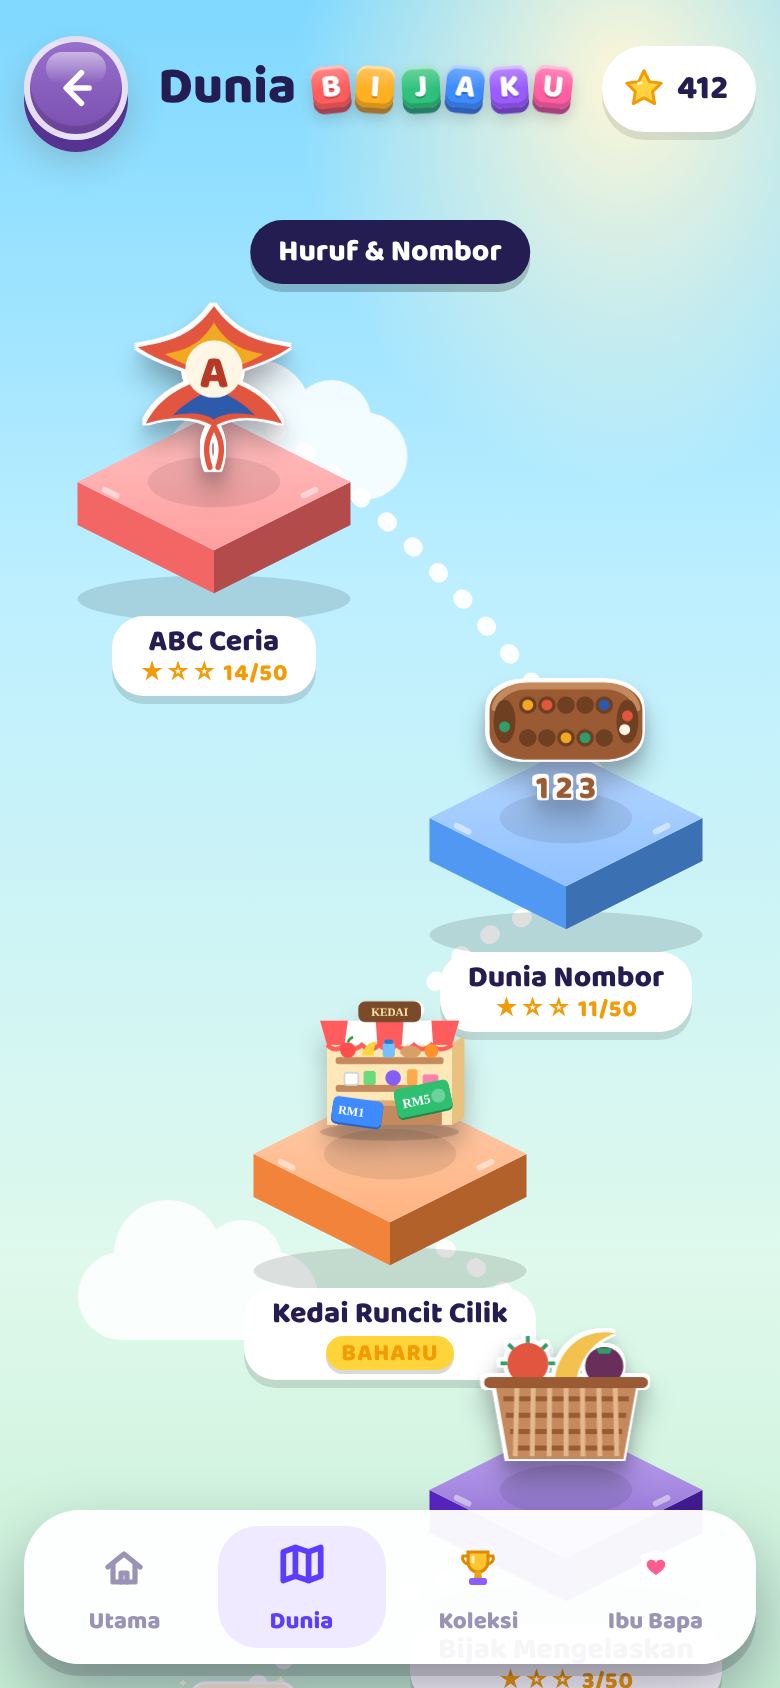 Dunia BIJAKU
412
Huruf & Nombor
A
ABC Ceria
★ ☆ ☆ 14/50
123
Dunia Nombor
★ ☆ ☆ 11/50
KEDAI
RM1
RM5
Kedai Runcit Cilik
BAHARU
Utama
Dunia
Koleksi
Ibu Bapa
Bijak Mengelaskan
★ ☆ ☆ 3/50